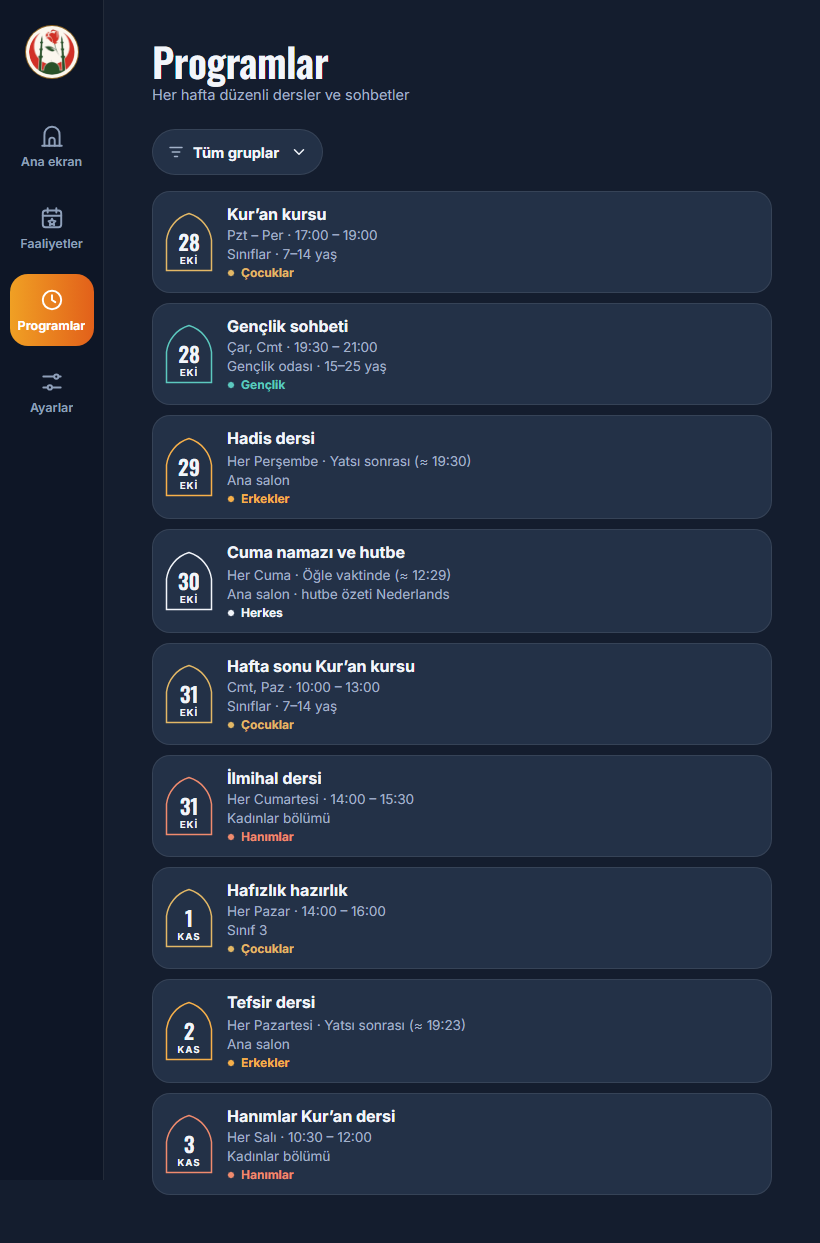 Programlar
Her hafta düzenli dersler ve sohbetler
Ana ekran
Faaliyetler
Programlar
Ayarlar
Tüm gruplar
28
EKİ
Kur’an kursu
Pzt – Per · 17:00 – 19:00
Sınıflar · 7–14 yaş
Çocuklar
28
EKİ
Gençlik sohbeti
Çar, Cmt · 19:30 – 21:00
Gençlik odası · 15–25 yaş
Gençlik
29
EKİ
Hadis dersi
Her Perşembe · Yatsı sonrası (≈ 19:30)
Ana salon
Erkekler
30
EKİ
Cuma namazı ve hutbe
Her Cuma · Öğle vaktinde (≈ 12:29)
Ana salon · hutbe özeti Nederlands
Herkes
31
EKİ
Hafta sonu Kur’an kursu
Cmt, Paz · 10:00 – 13:00
Sınıflar · 7–14 yaş
Çocuklar
31
EKİ
İlmihal dersi
Her Cumartesi · 14:00 – 15:30
Kadınlar bölümü
Hanımlar
1
KAS
Hafızlık hazırlık
Her Pazar · 14:00 – 16:00
Sınıf 3
Çocuklar
2
KAS
Tefsir dersi
Her Pazartesi · Yatsı sonrası (≈ 19:23)
Ana salon
Erkekler
3
KAS
Hanımlar Kur’an dersi
Her Salı · 10:30 – 12:00
Kadınlar bölümü
Hanımlar